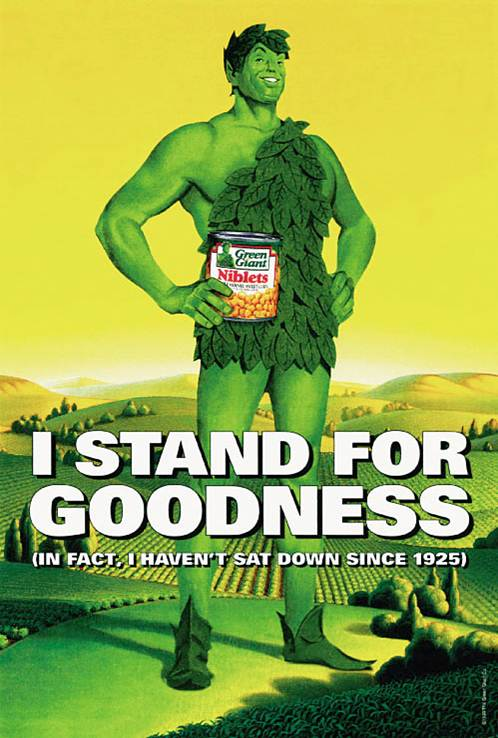 Green
Giant
Niblets
I STAND FOR
GOODNESS
(IN FACT, I HAVEN'T SAT DOWN SINCE 1925)